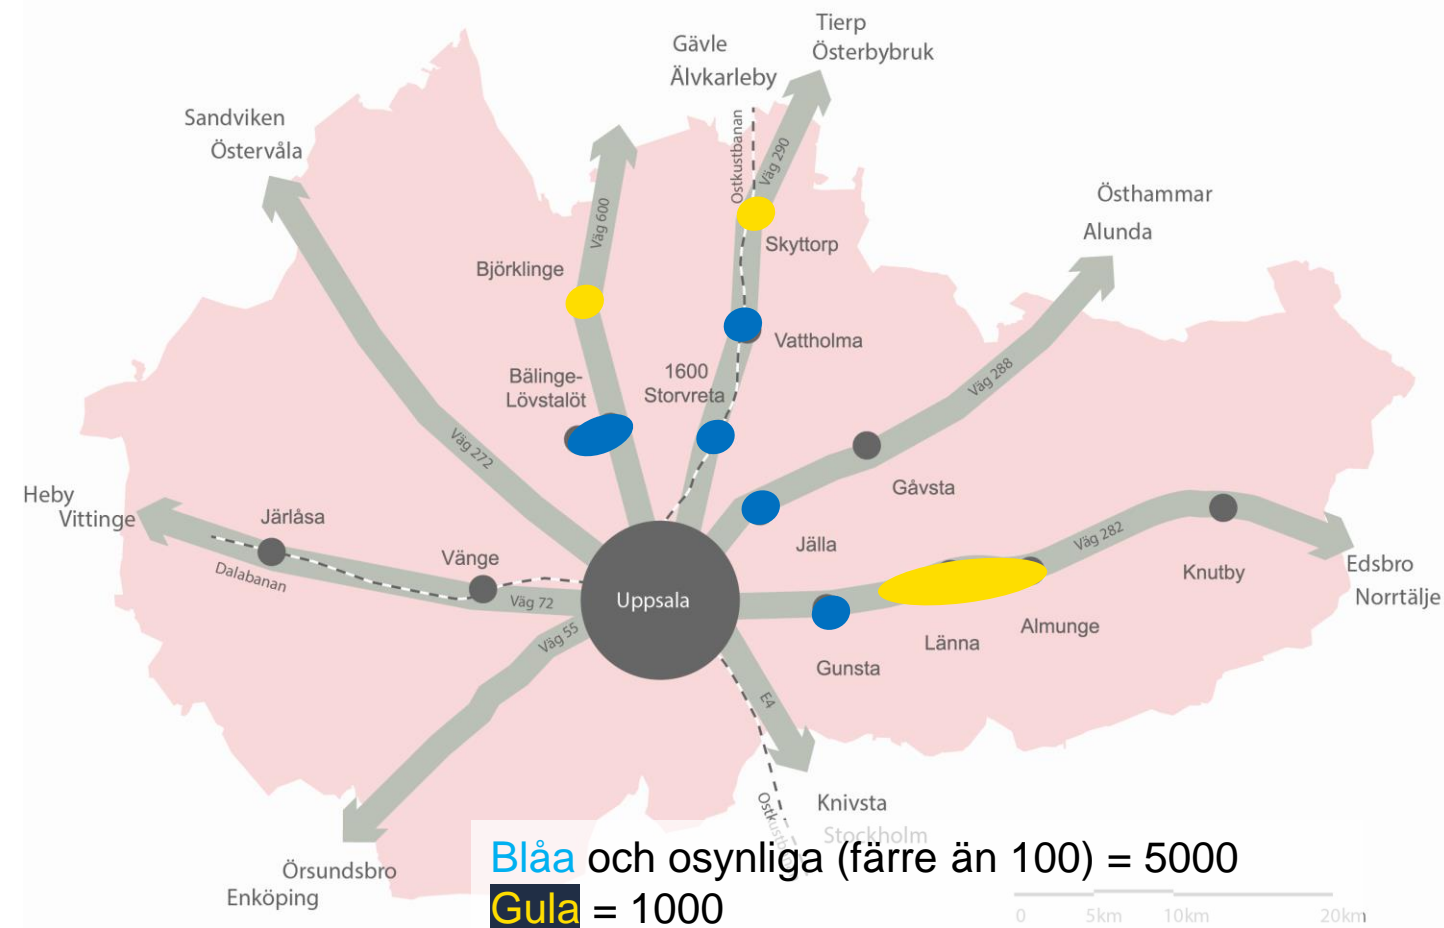 Tierp
Österbybruk
Gävle
Älvkarleby
Ostkustbanan
Väg 290
Sandviken
Östervåla
Väg 600
Östhammar
Alunda
Skyttorp
Björklinge
Vattholma
1600
Storvreta
Bälinge-
Lövstalöt
Väg 288
Väg 272
Gåvsta
Heby
Vittinge
Järlåsa
Dalabanan
Vänge
Väg 72
Väg 55
Uppsala
Jälla
Väg 282
Knutby
Edsbro
Norrtälje
Almunge
Länna
Gunsta
E4
Knivsta
Stockholm
Örsundsbro
Enköping
Blåa och osynliga (färre än 100) = 5000
Gula = 1000
0 5km 10km 20km